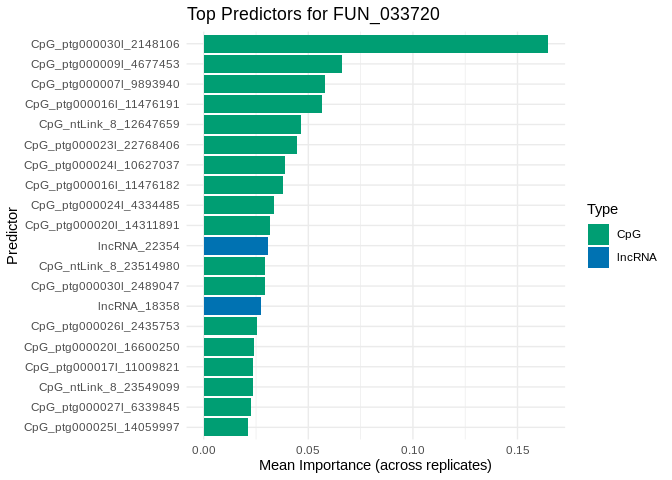 Top Predictors for FUN_033720
Predictor
CpG_ptg000030l_2148106
CpG_ptg000009l_4677453
CpG_ptg000007l_9893940
CpG_ptg000016l_11476191
CpG_ntLink_8_12647659
CpG_ptg000023l_22768406
CpG_ptg000024l_10627037
CpG_ptg000016l_11476182
CpG_ptg000024l_4334485
CpG_ptg000020l_14311891
lncRNA_22354
CpG_ntLink_8_23514980
CpG_ptg000030l_2489047
lncRNA_18358
CpG_ptg000026l_2435753
CpG_ptg000020l_16600250
CpG_ptg000017l_11009821
CpG_ntLink_8_23549099
CpG_ptg000027l_6339845
CpG_ptg000025l_14059997
0.00 0.05 0.10 0.15
Mean Importance (across replicates)
Type
CpG
lncRNA